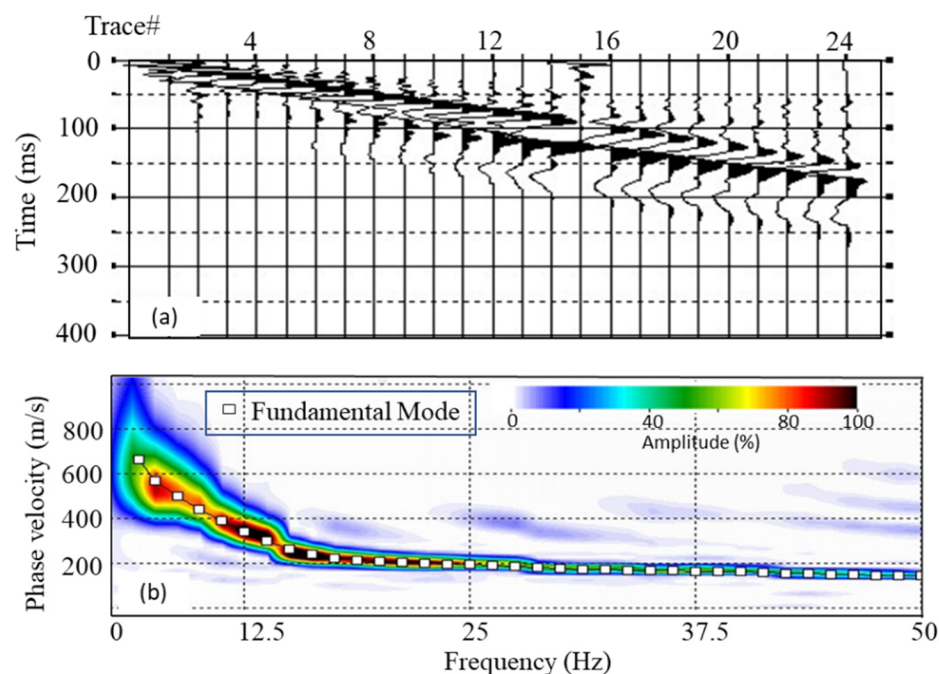 Trace#
4 8 12 16 20 24
0
100
200
300
400
Time (ms)
(a)
Fundamental Mode
0 40 80 100
Amplitude (%)
800
600
400
200
Phase velocity (m/s)
(b)
0 12.5 25 37.5 50
Frequency (Hz)